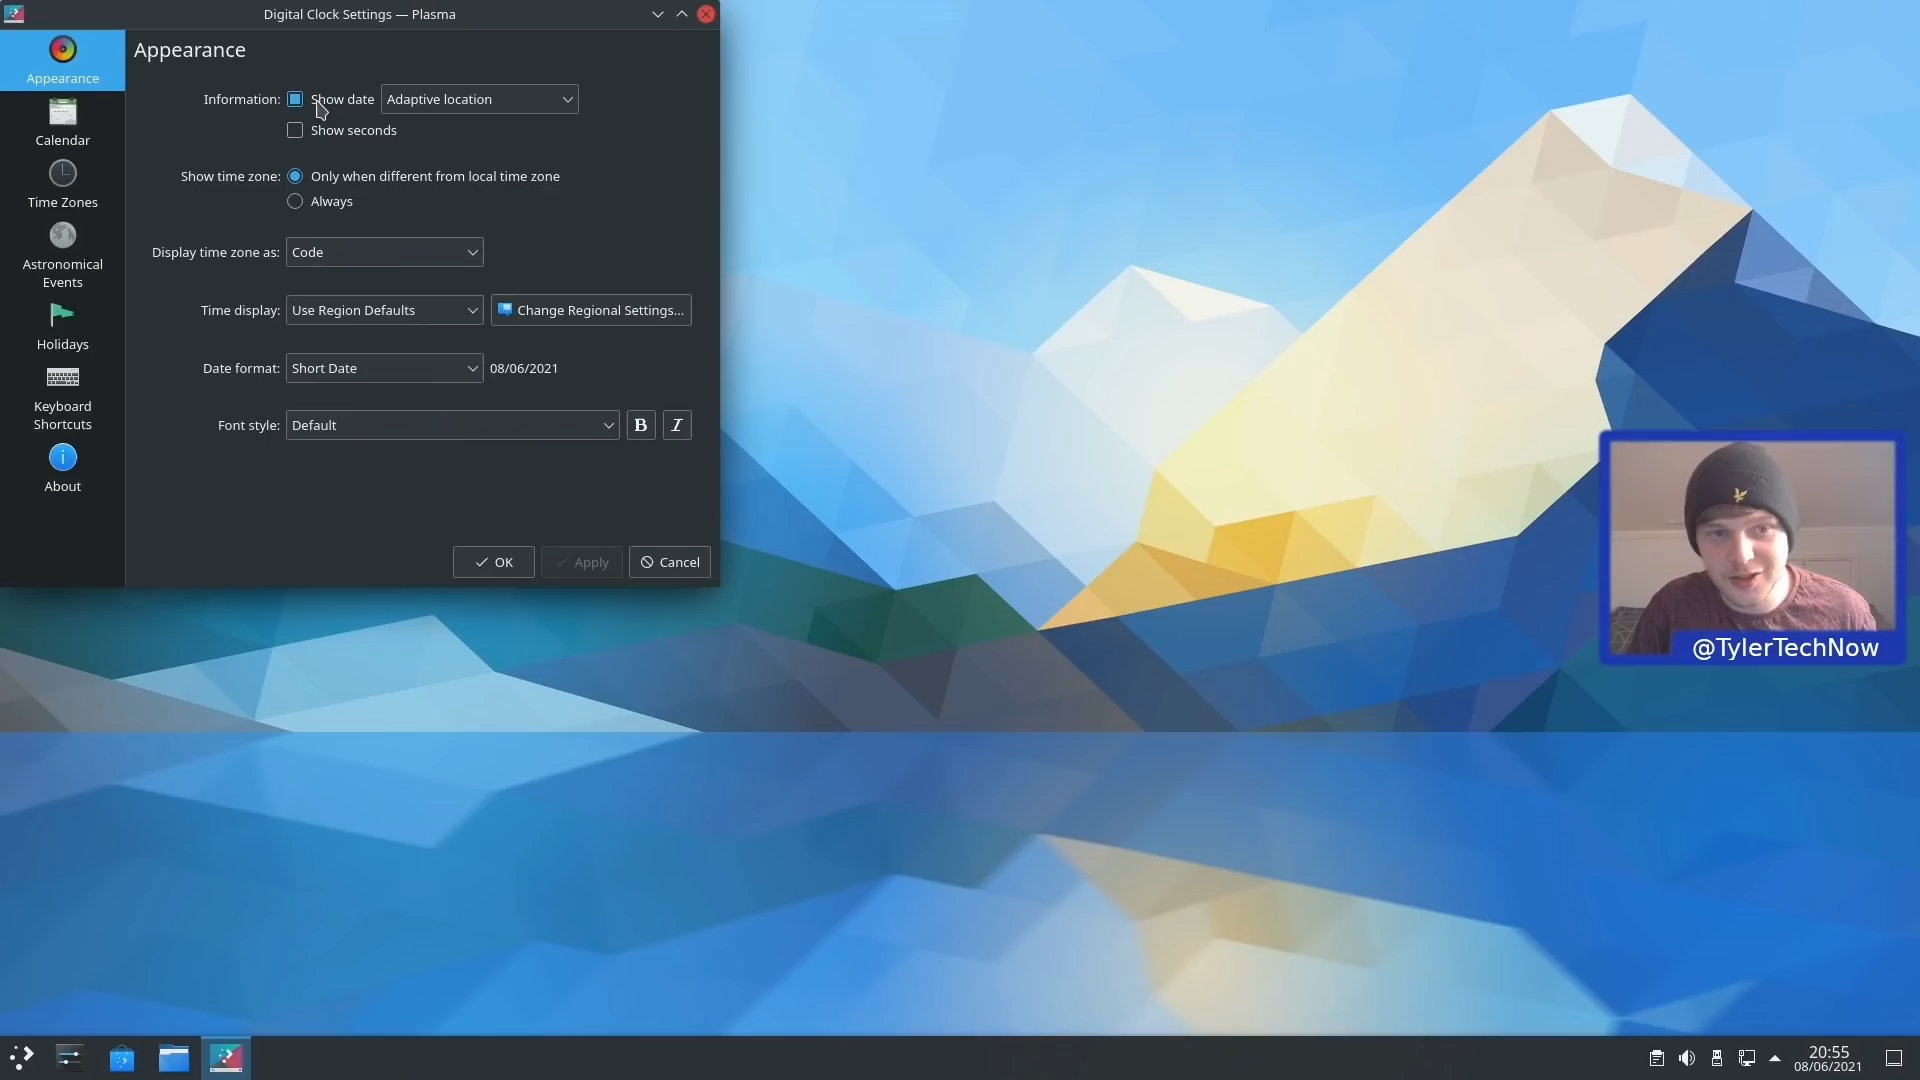 Digital Clock Settings — Plasma
Appearance
Appearance
Information: Show date Adaptive location
Show seconds
Calendar
Show time zone: Only when different from local time zone
Always
Time Zones
Display time zone as: Code
Astronomical
Events
Time display: Use Region Defaults Change Regional Settings...
Holidays
Date format: Short Date 08/06/2021
Keyboard
Shortcuts
Font style: Default B I
About
OK Apply Cancel
@TylerTechNow
20:55
08/06/2021